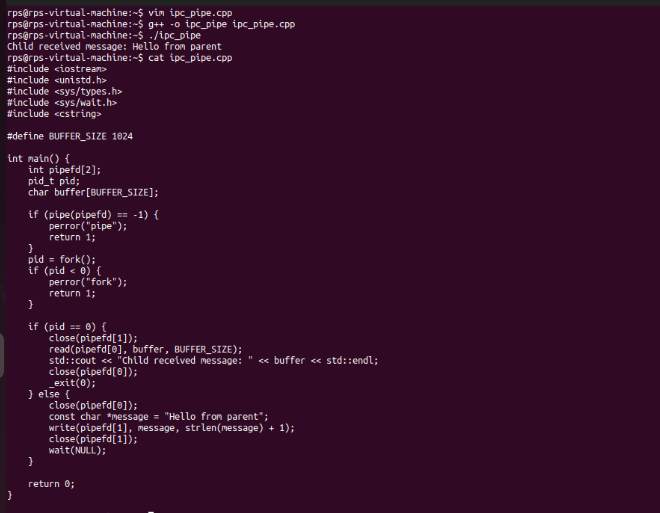 rps@rps-virtual-machine:~$ vim ipc_pipe.cpp
rps@rps-virtual-machine:~$ g++ -o ipc_pipe ipc_pipe.cpp
rps@rps-virtual-machine:~$ ./ipc_pipe
Child received message: Hello from parent
rps@rps-virtual-machine:~$ cat ipc_pipe.cpp
#include <iostream>
#include <unistd.h>
#include <sys/types.h>
#include <sys/wait.h>
#include <cstring>

#define BUFFER_SIZE 1024

int main() {
    int pipefd[2];
    pid_t pid;
    char buffer[BUFFER_SIZE];

    if (pipe(pipefd) == -1) {
        perror("pipe");
        return 1;
    }
    pid = fork();
    if (pid < 0) {
        perror("fork");
        return 1;
    }

    if (pid == 0) {
        close(pipefd[1]);
        read(pipefd[0], buffer, BUFFER_SIZE);
        std::cout << "Child received message: " << buffer << std::endl;
        close(pipefd[0]);
        _exit(0);
    } else {
        close(pipefd[0]);
        const char *message = "Hello from parent";
        write(pipefd[1], message, strlen(message) + 1);
        close(pipefd[1]);
        wait(NULL);
    }

    return 0;
}